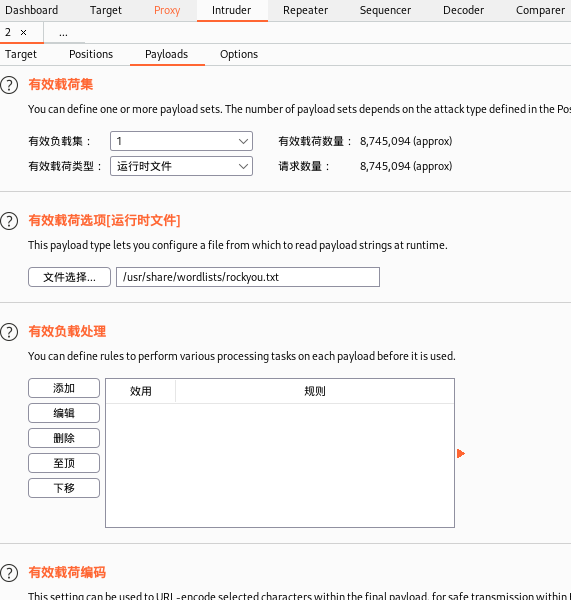 Dashboard Target Proxy Intruder Repeater Sequencer Decoder Comparer
2 × ...
Target Positions Payloads Options
? 有效载荷集
You can define one or more payload sets. The number of payload sets depends on the attack type defined in the Pos
有效负载集： 1 有效载荷数量： 8,745,094 (approx)
有效载荷类型： 运行时文件 请求数量： 8,745,094 (approx)
? 有效载荷选项[运行时文件]
This payload type lets you configure a file from which to read payload strings at runtime.
文件选择... /usr/share/wordlists/rockyou.txt
? 有效负载处理
You can define rules to perform various processing tasks on each payload before it is used.
添加 效用 规则
编辑
删除
至顶
下移
? 有效载荷编码
This setting can be used to URL-encode selected characters within the final payload, for safe transmission within